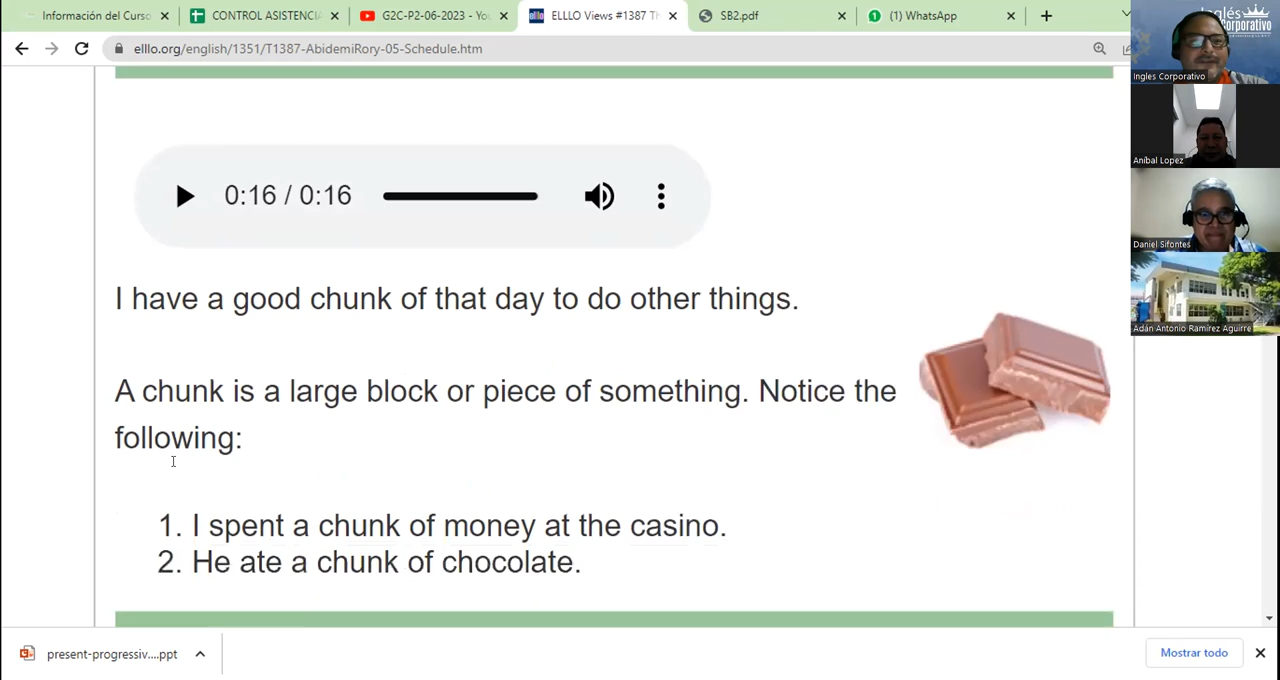 Información del Curso
CONTROL ASISTENCIA
G2C-P2-06-2023 - You
ELLLO Views #1387 Th
SB2.pdf
(1) WhatsApp
elllo.org/english/1351/T1387-AbidemiRory-05-Schedule.htm
Inglés
Corporativo
Ingles Corporativo
Aníbal Lopez
Daniel Sifontes
Adán Antonio Ramírez Aguirre
0:16 / 0:16
I have a good chunk of that day to do other things.
A chunk is a large block or piece of something. Notice the
following:
1. I spent a chunk of money at the casino.
2. He ate a chunk of chocolate.
present-progressiv....ppt
Mostrar todo